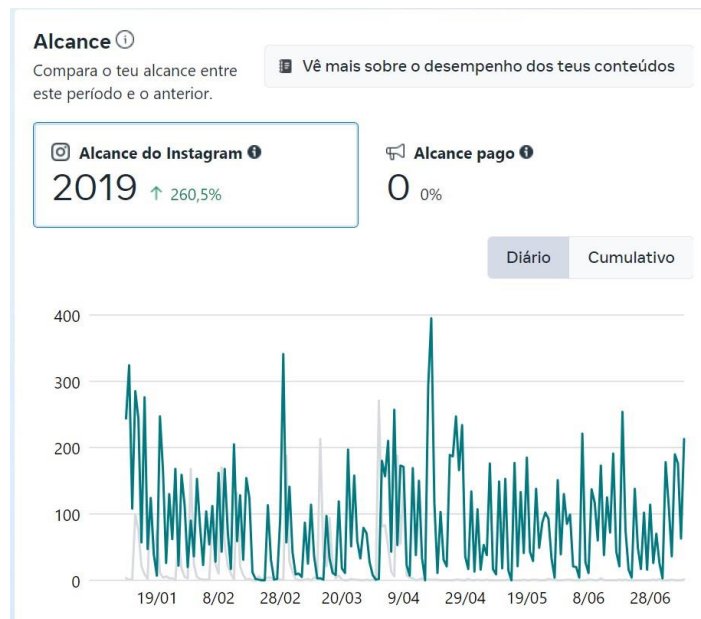 Alcance
Compara o teu alcance entre
este período e o anterior.
Vê mais sobre o desempenho dos teus conteúdos
Alcance do Instagram
2019 ↑ 260,5%
Alcance pago
0 0%
Diário Cumulativo
400
300
200
100
0
19/01 8/02 28/02 20/03 9/04 29/04 19/05 8/06 28/06